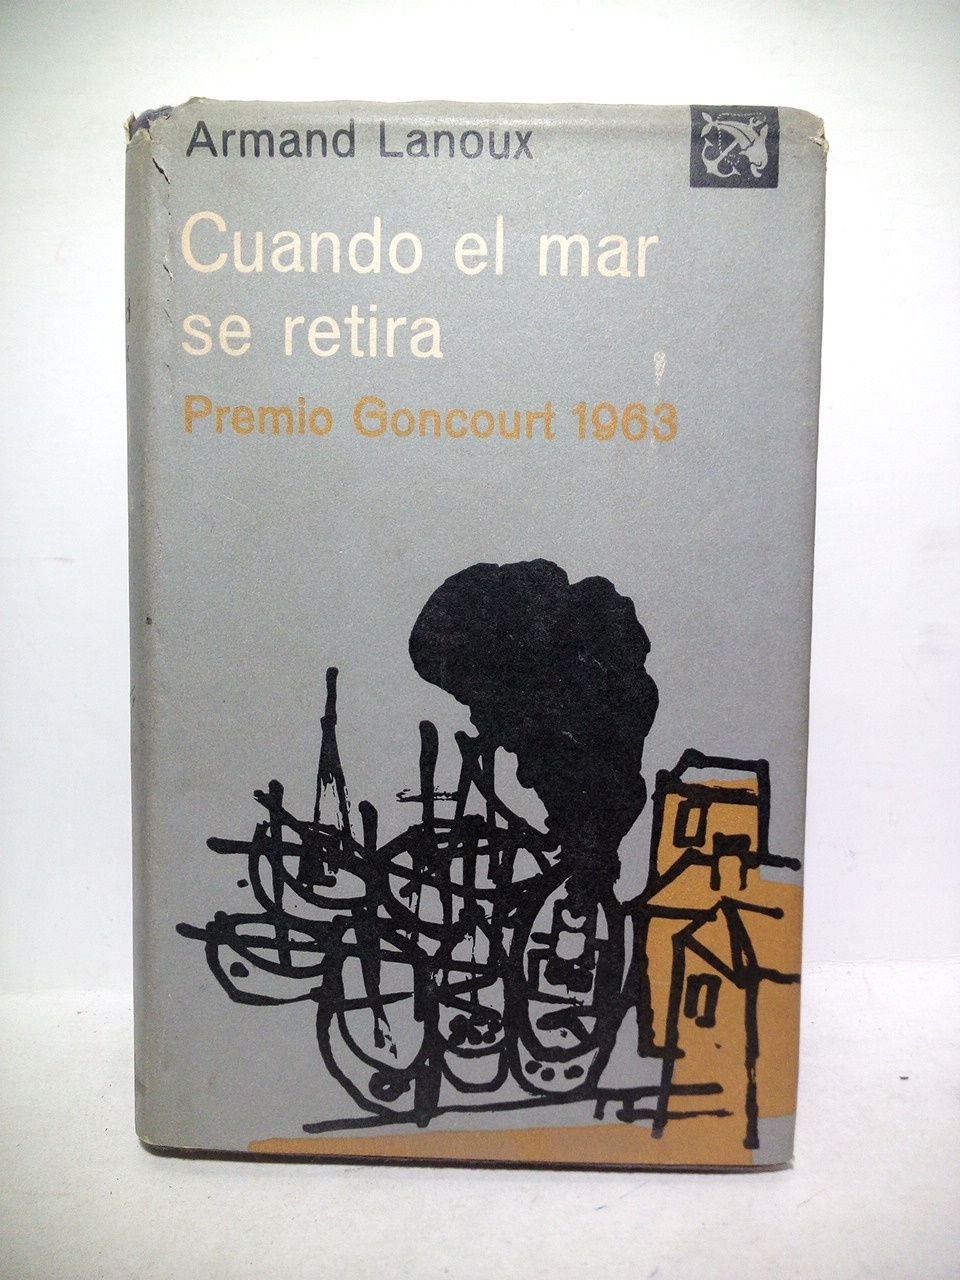 Armand Lanoux
Cuando el mar
se retira
Premio Goncourt 1963